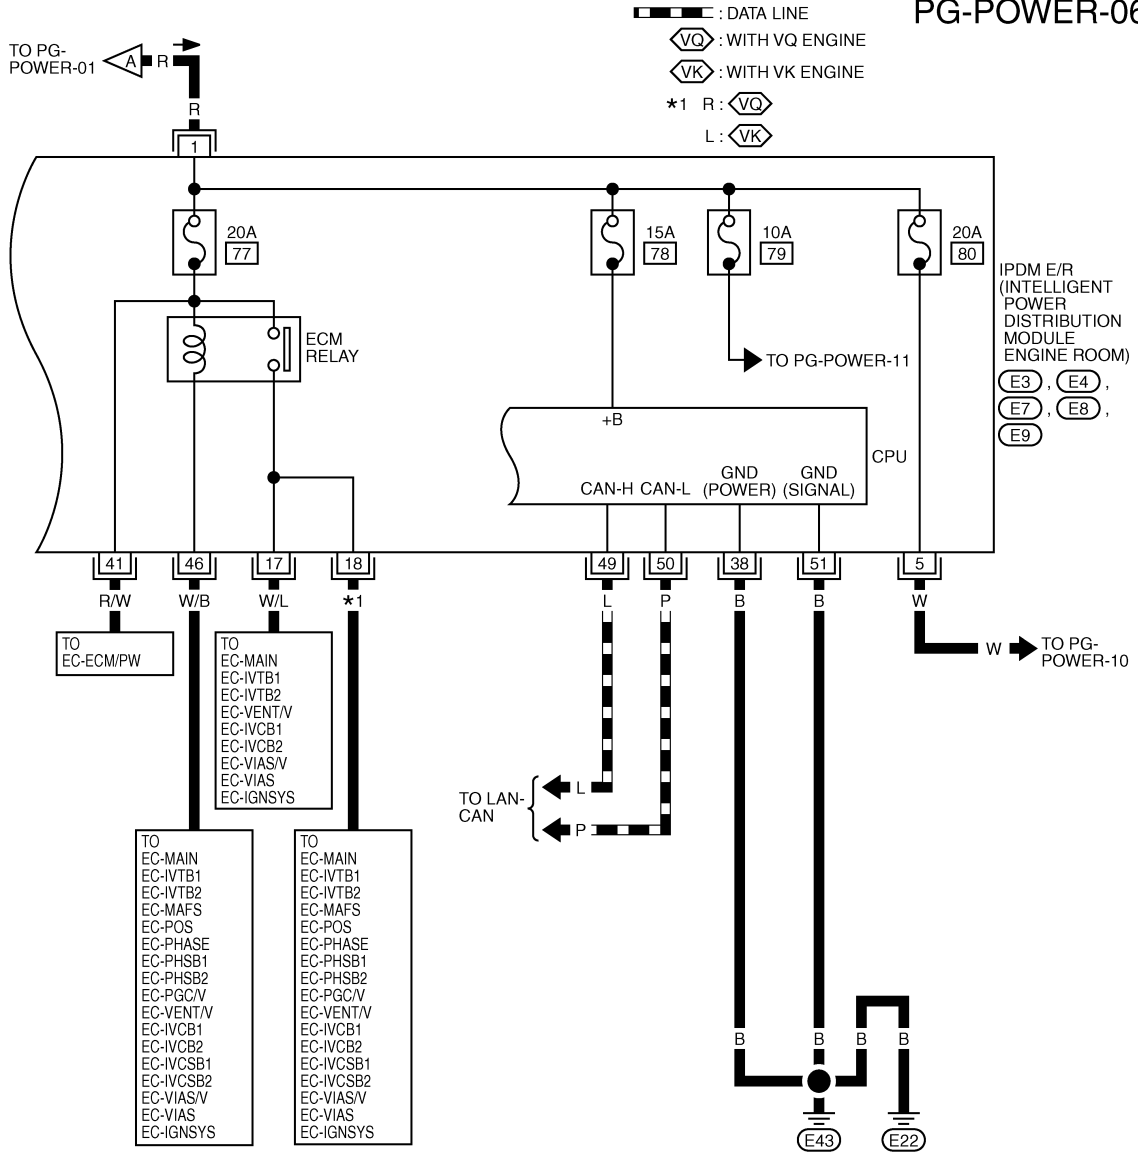 PG-POWER-06
: DATA LINE
VQ : WITH VQ ENGINE
VK : WITH VK ENGINE
*1 R : VQ
L : VK
TO PG-
POWER-01
A
R
R
1
20A
77
15A
78
10A
79
20A
80
ECM
RELAY
TO PG-POWER-11
IPDM E/R
(INTELLIGENT
POWER
DISTRIBUTION
MODULE
ENGINE ROOM)
E3 , E4 ,
E7 , E8 ,
E9
+B
CPU
CAN-H CAN-L
GND
(POWER)
GND
(SIGNAL)
41 46 17 18 49 50 38 51 5
R/W W/B W/L *1 L P B B W
TO
EC-ECM/PW
TO
EC-MAIN
EC-IVTB1
EC-IVTB2
EC-VENT/V
EC-IVCB1
EC-IVCB2
EC-VIAS/V
EC-VIAS
EC-IGNSYS
W
TO PG-
POWER-10
TO LAN-
CAN
L
P
TO
EC-MAIN
EC-IVTB1
EC-IVTB2
EC-MAFS
EC-POS
EC-PHASE
EC-PHSB1
EC-PHSB2
EC-PGC/V
EC-VENT/V
EC-IVCB1
EC-IVCB2
EC-IVCSB1
EC-IVCSB2
EC-VIAS/V
EC-VIAS
EC-IGNSYS
TO
EC-MAIN
EC-IVTB1
EC-IVTB2
EC-MAFS
EC-POS
EC-PHASE
EC-PHSB1
EC-PHSB2
EC-PGC/V
EC-VENT/V
EC-IVCB1
EC-IVCB2
EC-IVCSB1
EC-IVCSB2
EC-VIAS/V
EC-VIAS
EC-IGNSYS
B B B B
E43 E22